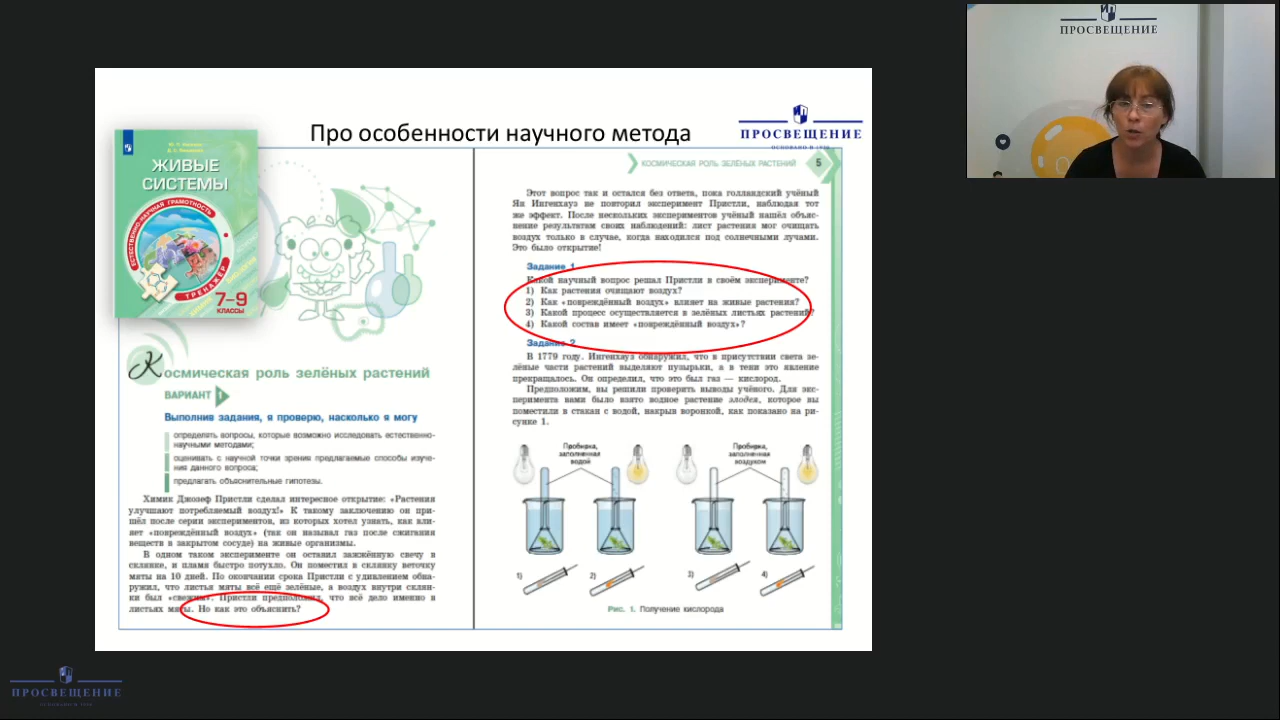 Про особенности научного метода
ПРОСВЕЩЕНИЕ
ПРОСВЕЩЕНИЕ
ЖИВЫЕ
СИСТЕМЫ
ЕСТЕСТВЕННО-НАУЧНАЯ ГРАМОТНОСТЬ
ТРЕНАЖЁР
7–9
КЛАССЫ
Космическая роль зелёных растений
ВАРИАНТ 1
Выполнив задания, я проверю, насколько я могу
определять вопросы, которые возможно исследовать естественно-
научными методами;
оценивать с научной точки зрения предлагаемые способы изуче-
ния данного вопроса;
предлагать объяснительные гипотезы.
Химик Джозеф Пристли сделал интересное открытие: «Растения
улучшают потребляемый воздух!» К такому заключению он при-
шёл после серии экспериментов, из которых хотел узнать, как вли-
яет «повреждённый воздух» (так он называл газ после сжигания
веществ в закрытом сосуде) на живые организмы.
В одном таком эксперименте он оставил зажжённую свечу в
склянке, и пламя быстро потухло. Он поместил в склянку веточку
мяты на 10 дней. По окончании срока Пристли с удивлением обна-
ружил, что листья мяты всё ещё зелёные, а воздух внутри склян-
ки был «свежим». Пристли предположил, что всё дело именно в
листьях мяты. Но как это объяснить?
КОСМИЧЕСКАЯ РОЛЬ ЗЕЛЁНЫХ РАСТЕНИЙ 5
Этот вопрос так и остался без ответа, пока голландский учёный
Ян Ингенхауз не повторил эксперимент Пристли, наблюдая тот
же эффект. После нескольких экспериментов учёный нашёл объяс-
нение результатам своих наблюдений: лист растения мог очищать
воздух только в случае, когда находился под солнечными лучами.
Это было открытие!
Задание 1
Какой научный вопрос решал Пристли в своём эксперименте?
1) Как растения очищают воздух?
2) Как «повреждённый воздух» влияет на живые растения?
3) Какой процесс осуществляется в зелёных листьях растений?
4) Какой состав имеет «повреждённый воздух»?
Задание 2
В 1779 году. Ингенхауз обнаружил, что в присутствии света зе-
лёные части растений выделяют пузырьки, а в тени это явление
прекращалось. Он определил, что это был газ — кислород.
Предположим, вы решили проверить выводы учёного. Для экс-
перимента вами было взято водное растение элодея, которое вы
поместили в стакан с водой, накрыв воронкой, как показано на ри-
сунке 1.
Пробирка,
заполненная
водой
Пробирка,
заполненная
воздухом
1) 2) 3) 4)
Рис. 1. Получение кислорода
ПРОСВЕЩЕНИЕ